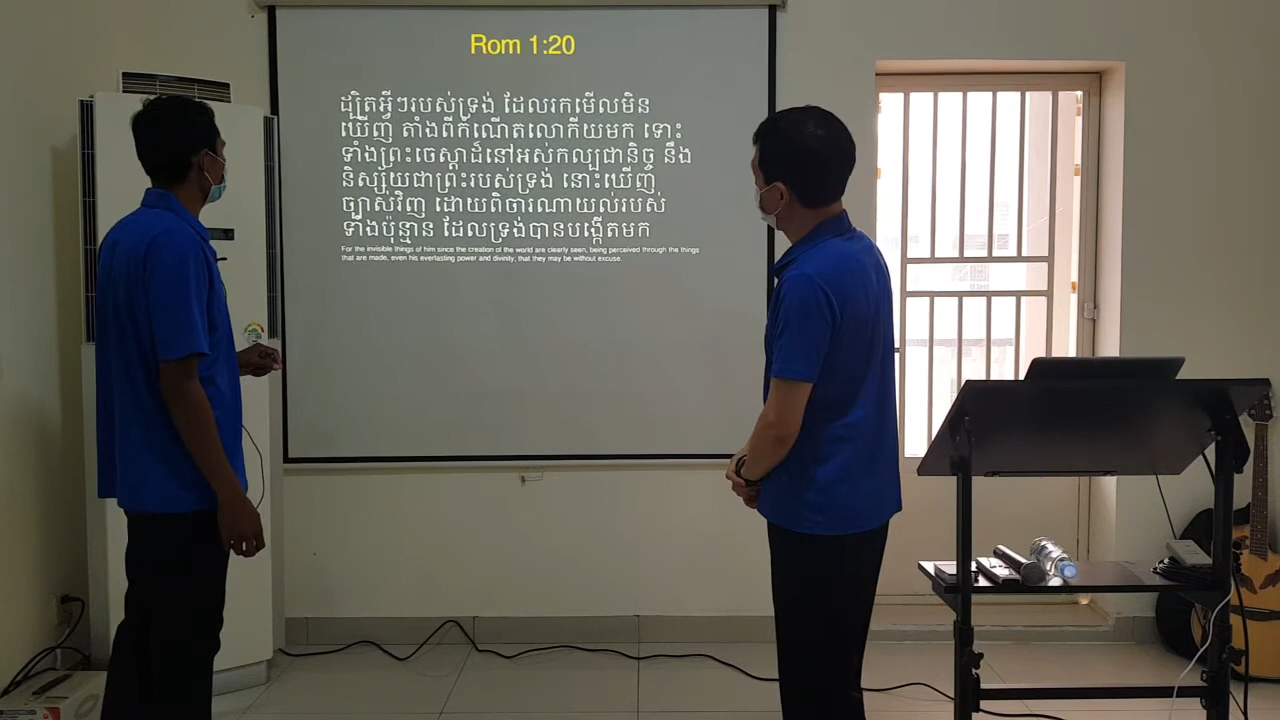 Rom 1:20
ដ្បិតអ្វីៗរបស់ទ្រង់ ដែលរកមើលមិន
ឃើញ តាំងពីកំណើតលោកីយមក ទោះ
ទាំងព្រះចេស្តាដ៏នៅអស់កល្បជានិច្ច នឹង
និស្ស័យជាព្រះរបស់ទ្រង់ នោះឃើញ
ច្បាស់វិញ ដោយពិចារណាយល់របស់
ទាំងប៉ុន្មាន ដែលទ្រង់បានបង្កើតមក
For the invisible things of him since the creation of the world are clearly seen, being perceived through the things
that are made, even his everlasting power and divinity; that they may be without excuse.